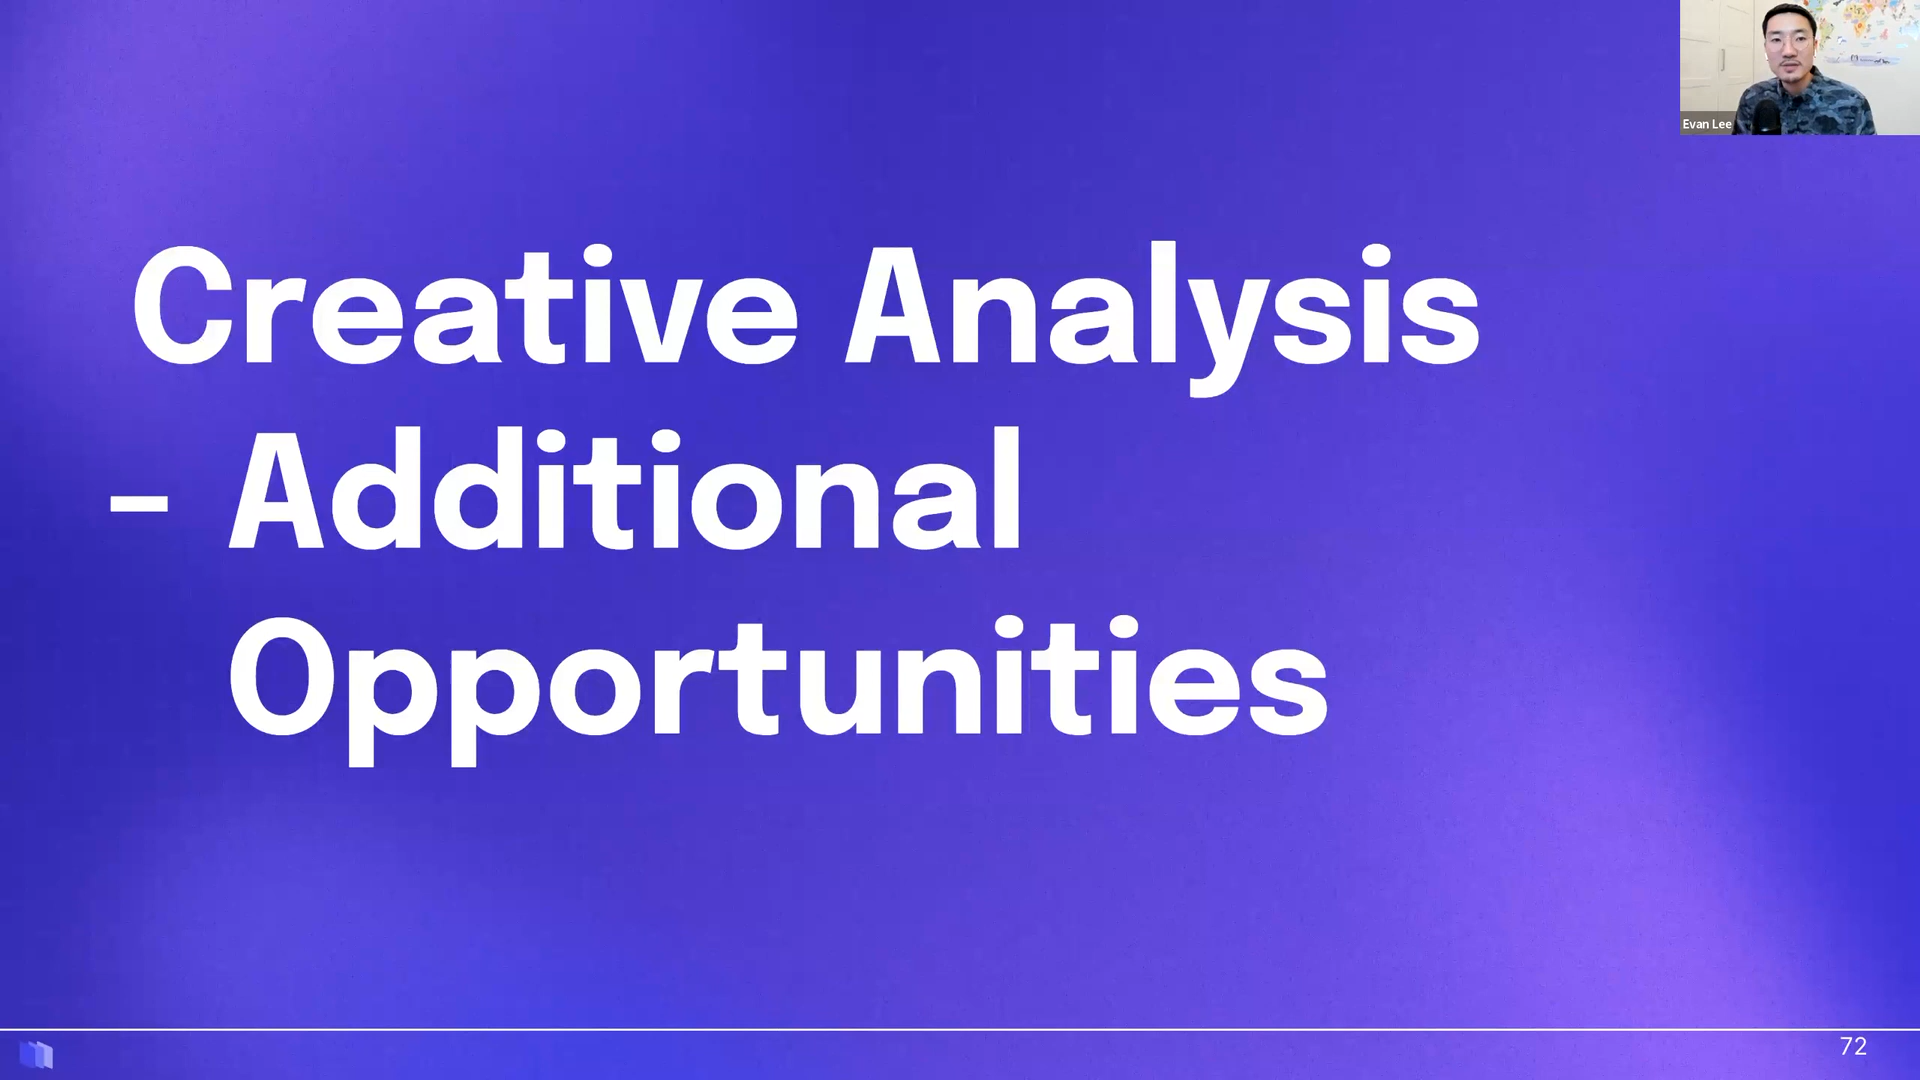 Evan Lee
Creative Analysis
- Additional
Opportunities
72